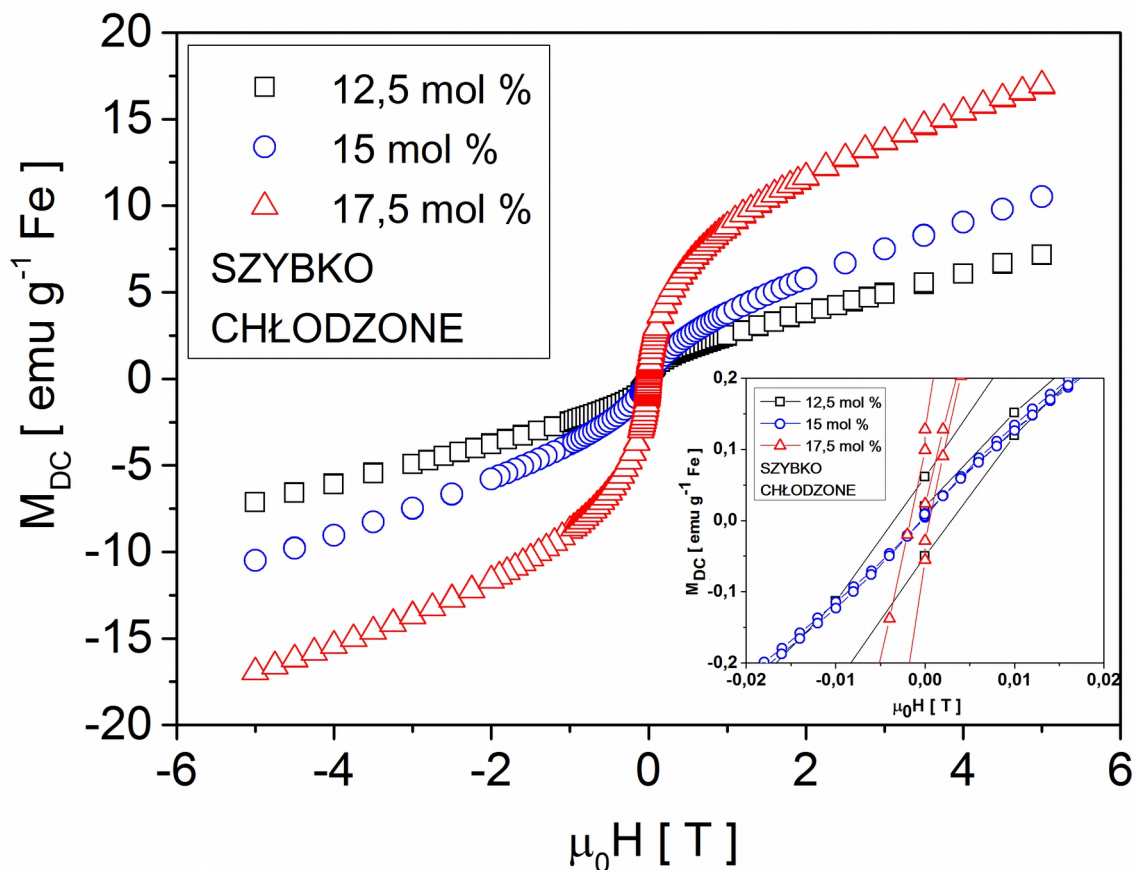 20
15
10
5
0
-5
-10
-15
-20
M_DC [ emu g⁻¹ Fe ]
12,5 mol %
15 mol %
17,5 mol %
SZYBKO
CHŁODZONE
-6
-4
-2
0
2
4
6
μ₀H [ T ]
0,2
0,1
0,0
-0,1
-0,2
M_DC [ emu g⁻¹ Fe ]
12,5 mol %
15 mol %
17,5 mol %
SZYBKO
CHŁODZONE
-0,02
-0,01
0,00
0,01
0,02
μ₀H [ T ]